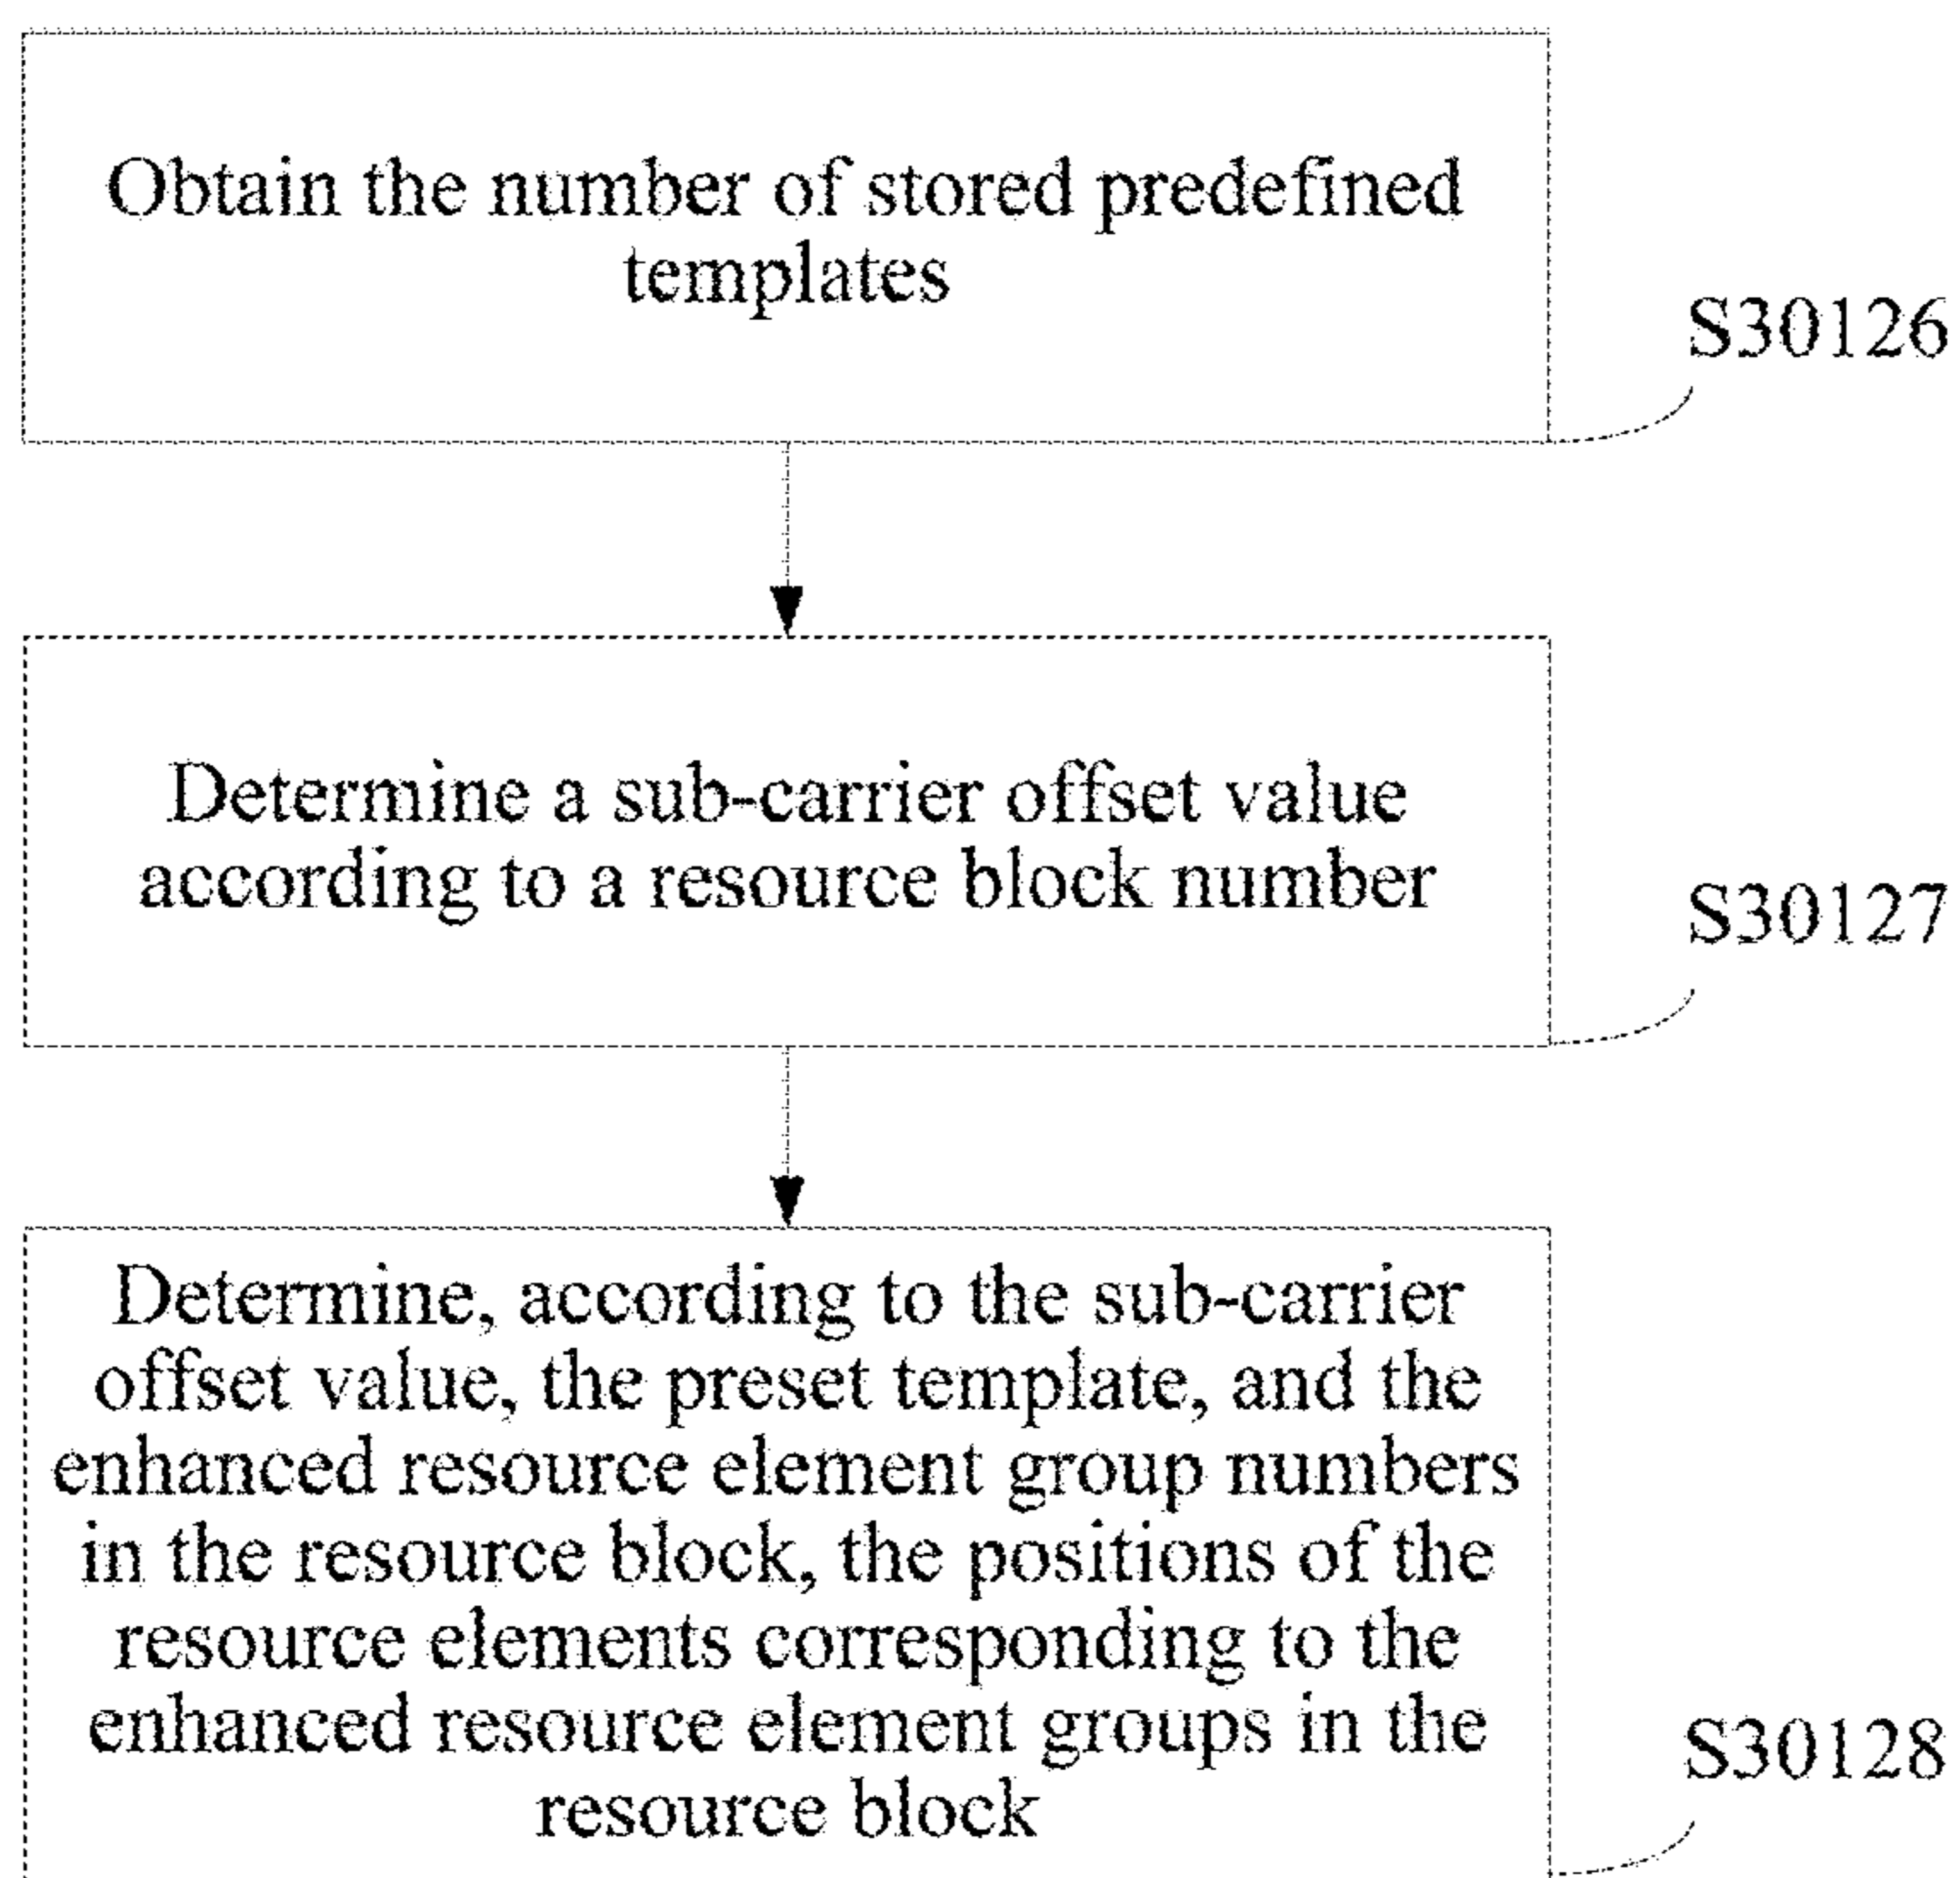 Obtain the number of stored predefined
templates
S30126
Determine a sub-carrier offset value
according to a resource block number
S30127
Determine, according to the sub-carrier
offset value, the preset template, and the
enhanced resource element group numbers
in the resource block, the positions of the
resource elements corresponding to the
enhanced resource element groups in the
resource block
S30128